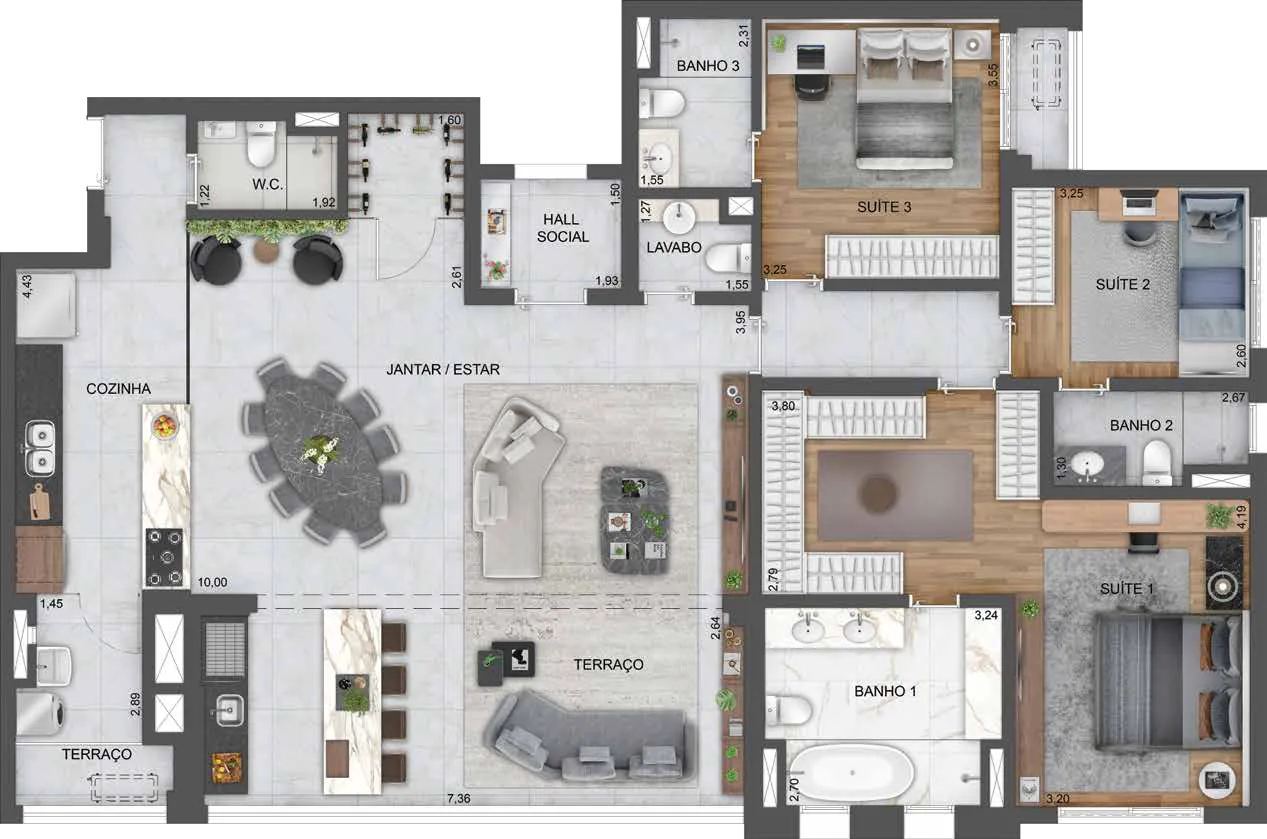 2,31
BANHO 3
1,55
3,55
SUÍTE 3
3,25
1,60
1,22
W.C.
1,92
1,50
HALL
SOCIAL
1,93
1,27
LAVABO
1,55
3,25
SUÍTE 2
2,60
4,43
2,61
3,95
COZINHA
JANTAR / ESTAR
3,80
2,67
BANHO 2
1,30
4,19
10,00
2,79
SUÍTE 1
1,45
2,64
3,24
TERRAÇO
BANHO 1
2,89
TERRAÇO
2,70
7,36
3,20